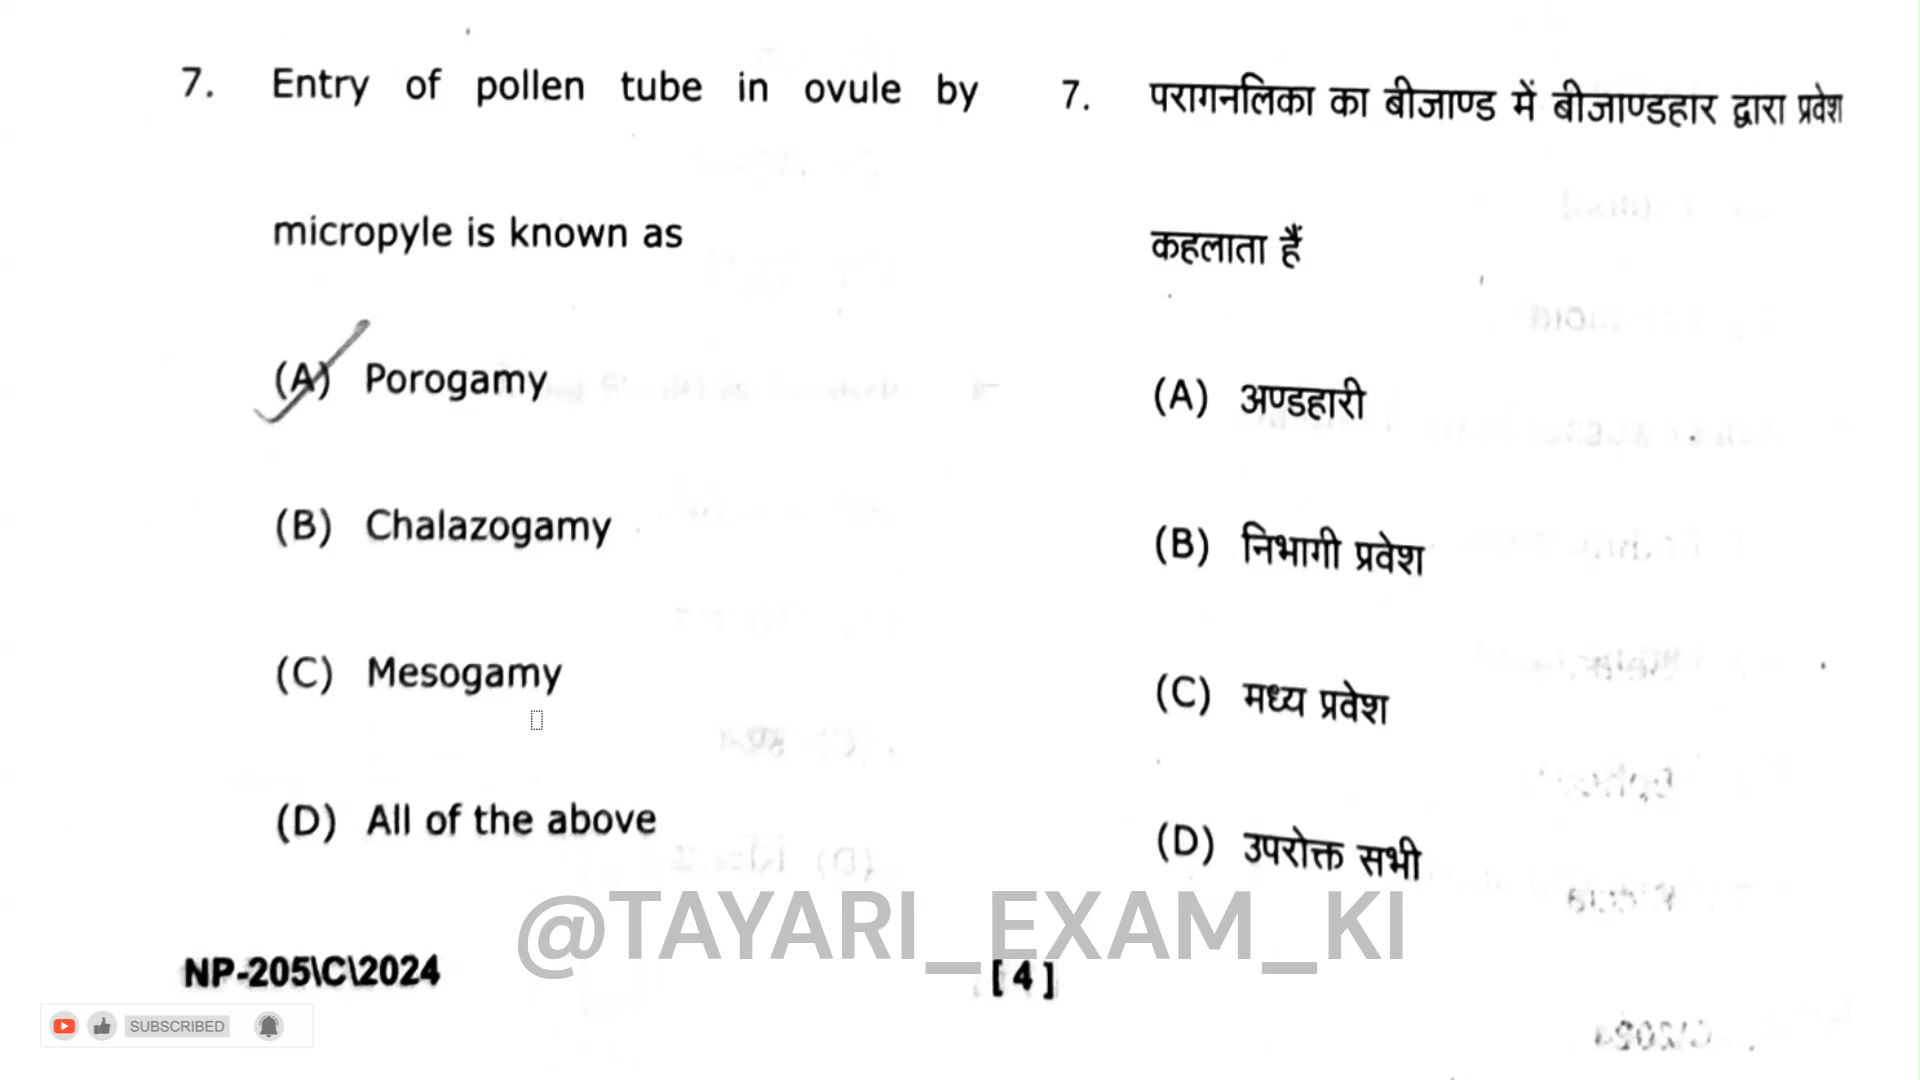 7. Entry of pollen tube in ovule by
micropyle is known as
(A) Porogamy
(B) Chalazogamy
(C) Mesogamy
(D) All of the above
7. परागनलिका का बीजाण्ड में बीजाण्डहार द्वारा प्रवेश
कहलाता हैं
(A) अण्डहारी
(B) निभागी प्रवेश
(C) मध्य प्रवेश
(D) उपरोक्त सभी
@TAYARI_EXAM_KI
NP-205\C\2024
[ 4 ]
SUBSCRIBED